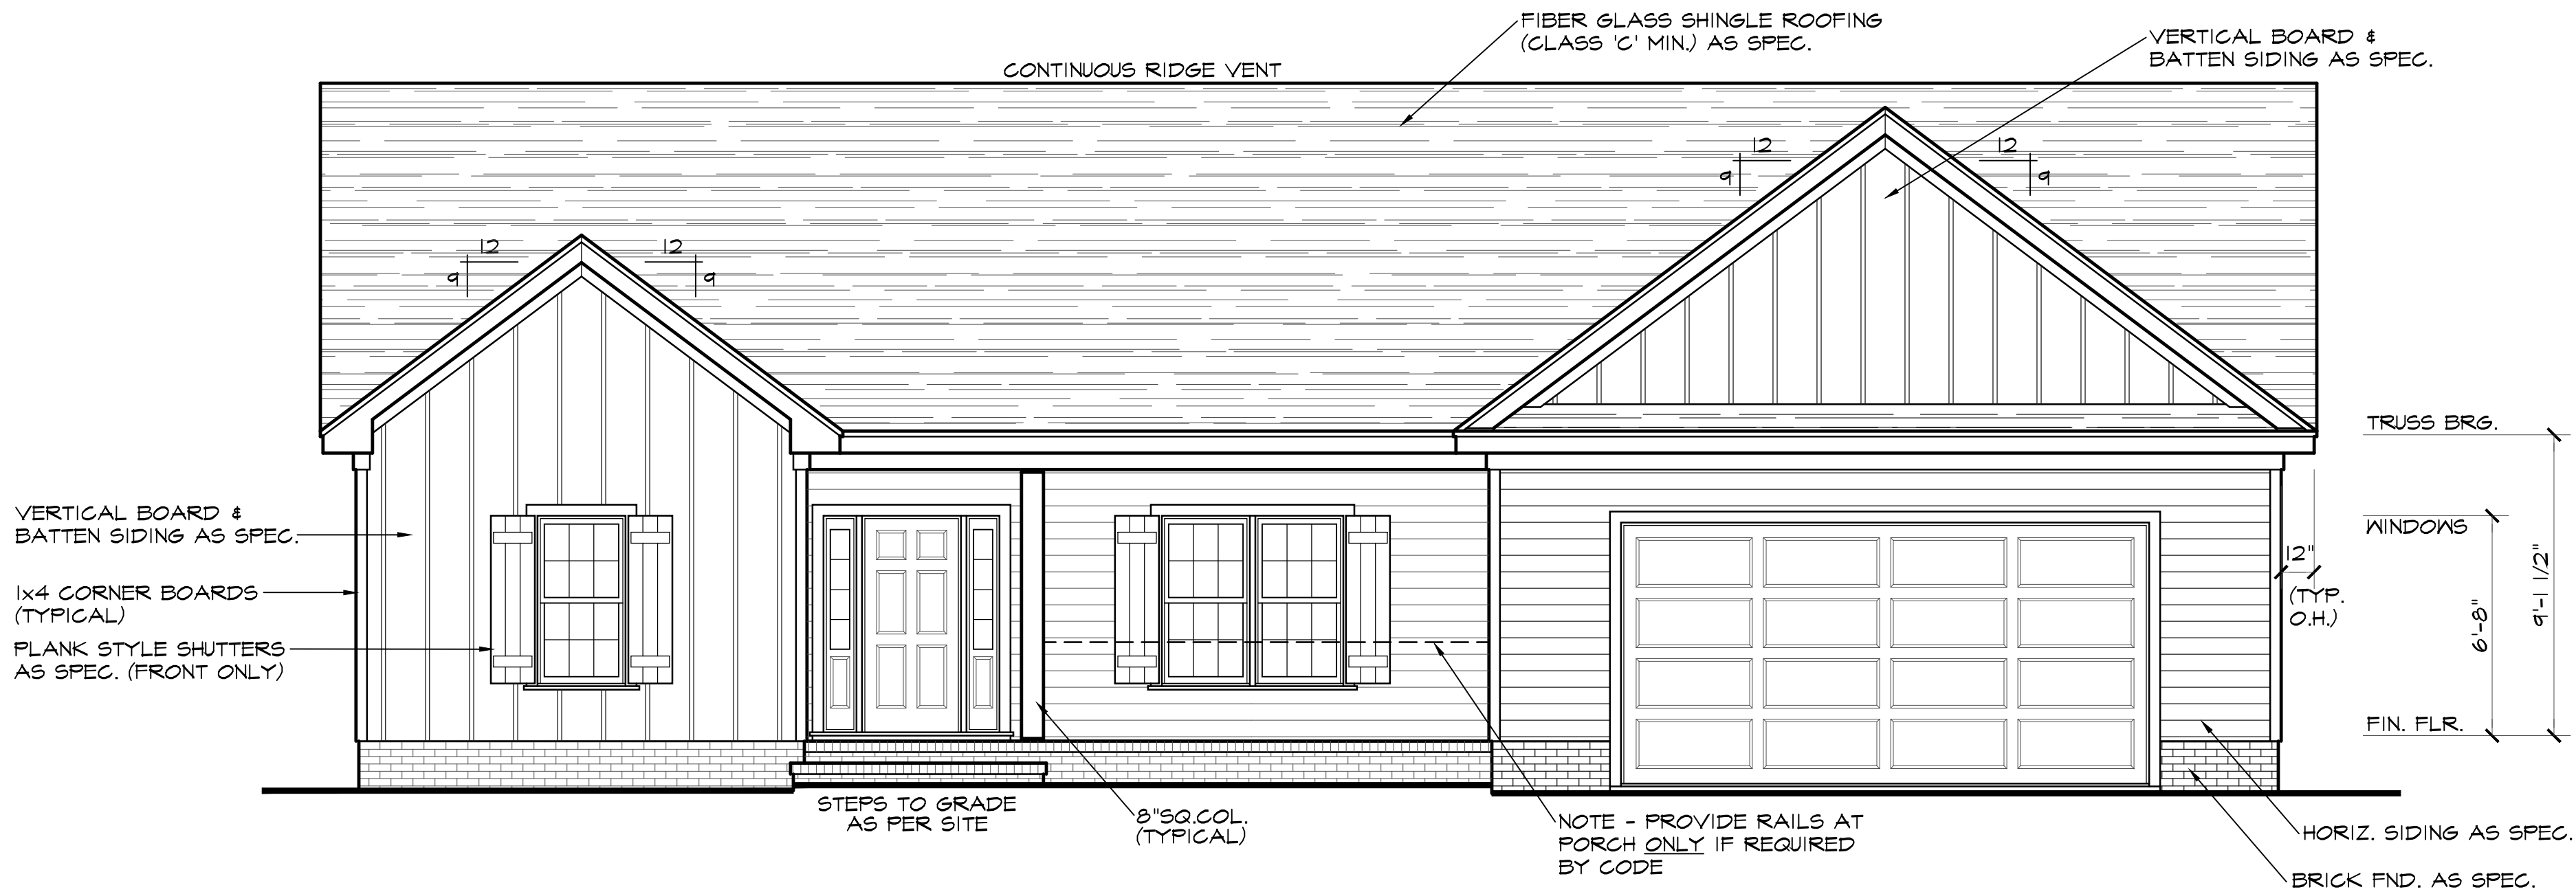 FIBER GLASS SHINGLE ROOFING
(CLASS 'C' MIN.) AS SPEC.
VERTICAL BOARD &
BATTEN SIDING AS SPEC.
CONTINUOUS RIDGE VENT
12
9
12
9
12
9
12
9
TRUSS BRG.
WINDOWS
12"
(TYP.
O.H.)
6'-8"
9'-1 1/2"
FIN. FLR.
VERTICAL BOARD &
BATTEN SIDING AS SPEC.
1x4 CORNER BOARDS
(TYPICAL)
PLANK STYLE SHUTTERS
AS SPEC. (FRONT ONLY)
STEPS TO GRADE
AS PER SITE
8"SQ.COL.
(TYPICAL)
NOTE - PROVIDE RAILS AT
PORCH ONLY IF REQUIRED
BY CODE
HORIZ. SIDING AS SPEC.
BRICK FND. AS SPEC.